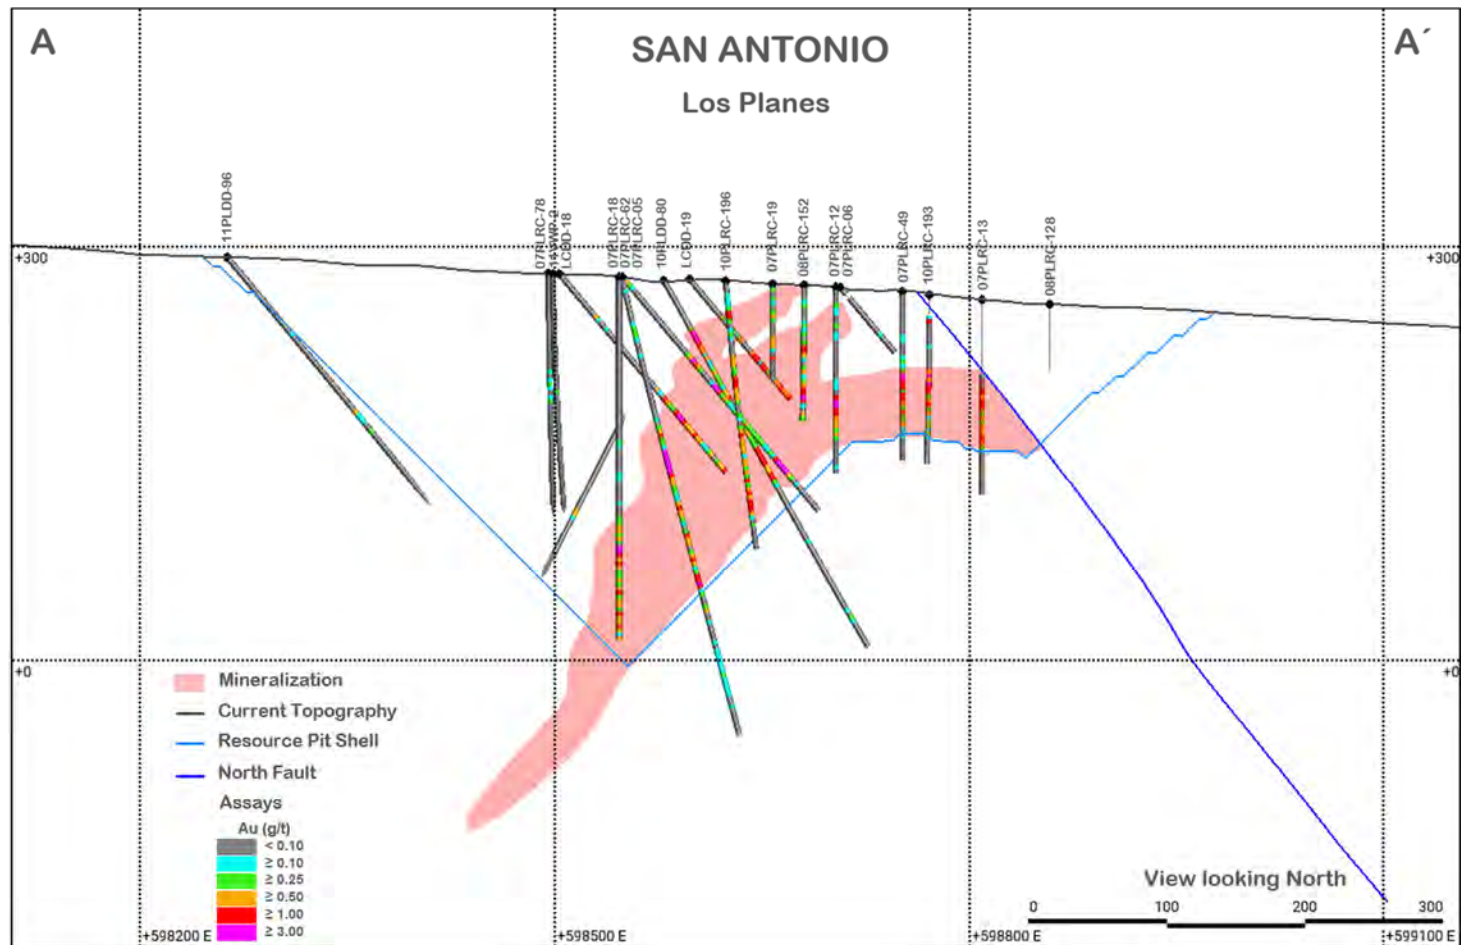 A
SAN ANTONIO
A´
Los Planes
11PLDD-96
07PLRC-78
LCDD-18
07PLRC-18
07PLRC-62
07PLRC-05
10PLDD-80
LCDD-19
10PLRC-196
07PLRC-19
08PLRC-152
07PLRC-12
07PLRC-06
07PLRC-49
10PLRC-193
07PLRC-13
08PLRC-128
+300
+300
+0
+0
Mineralization
Current Topography
Resource Pit Shell
North Fault
Assays
Au (g/t)
< 0.10
≥ 0.10
≥ 0.25
≥ 0.50
≥ 1.00
≥ 3.00
View looking North
0 100 200 300
+598200 E
+598500 E
+598800 E
+599100 E